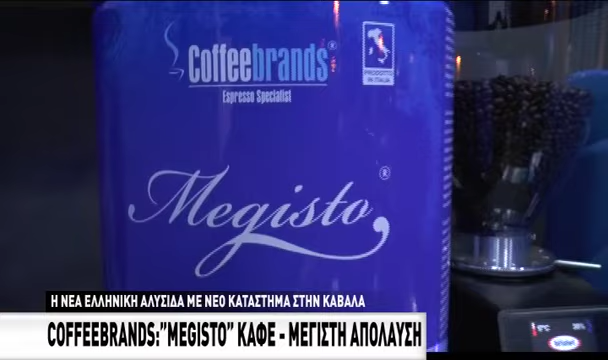 Coffeebrands®
Espresso Specialist
PRODOTTO
IN ITALIA
Megisto®
Η ΝΕΑ ΕΛΛΗΝΙΚΗ ΑΛΥΣΙΔΑ ΜΕ ΝΕΟ ΚΑΤΑΣΤΗΜΑ ΣΤΗΝ ΚΑΒΑΛΑ
COFFEEBRANDS:"MEGISTO" ΚΑΦΕ - ΜΕΓΙΣΤΗ ΑΠΟΛΑΥΣΗ